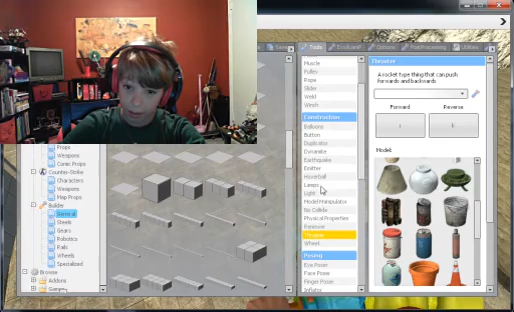 Tools
Options
PostProcessing
Utilities
Muscle
Pulley
Rope
Slider
Weld
Winch
Construction
Balloons
Button
Duplicator
Dynamite
Earthquake
Emitter
Hoverball
Lamps
Light
Model Manipulator
No Collide
Physical Properties
Remover
Thruster
Wheel
Posing
Eye Poser
Face Poser
Finger Poser
Inflator
Thruster
A rocket type thing that can push
forwards and backwards
Forward Reverse
Model:
Props
Weapons
Comic Props
Counter-Strike
Characters
Weapons
Map Props
Builder
General
Steels
Gears
Robotics
Rails
Wheels
Specialized
Browse
Addons
Games